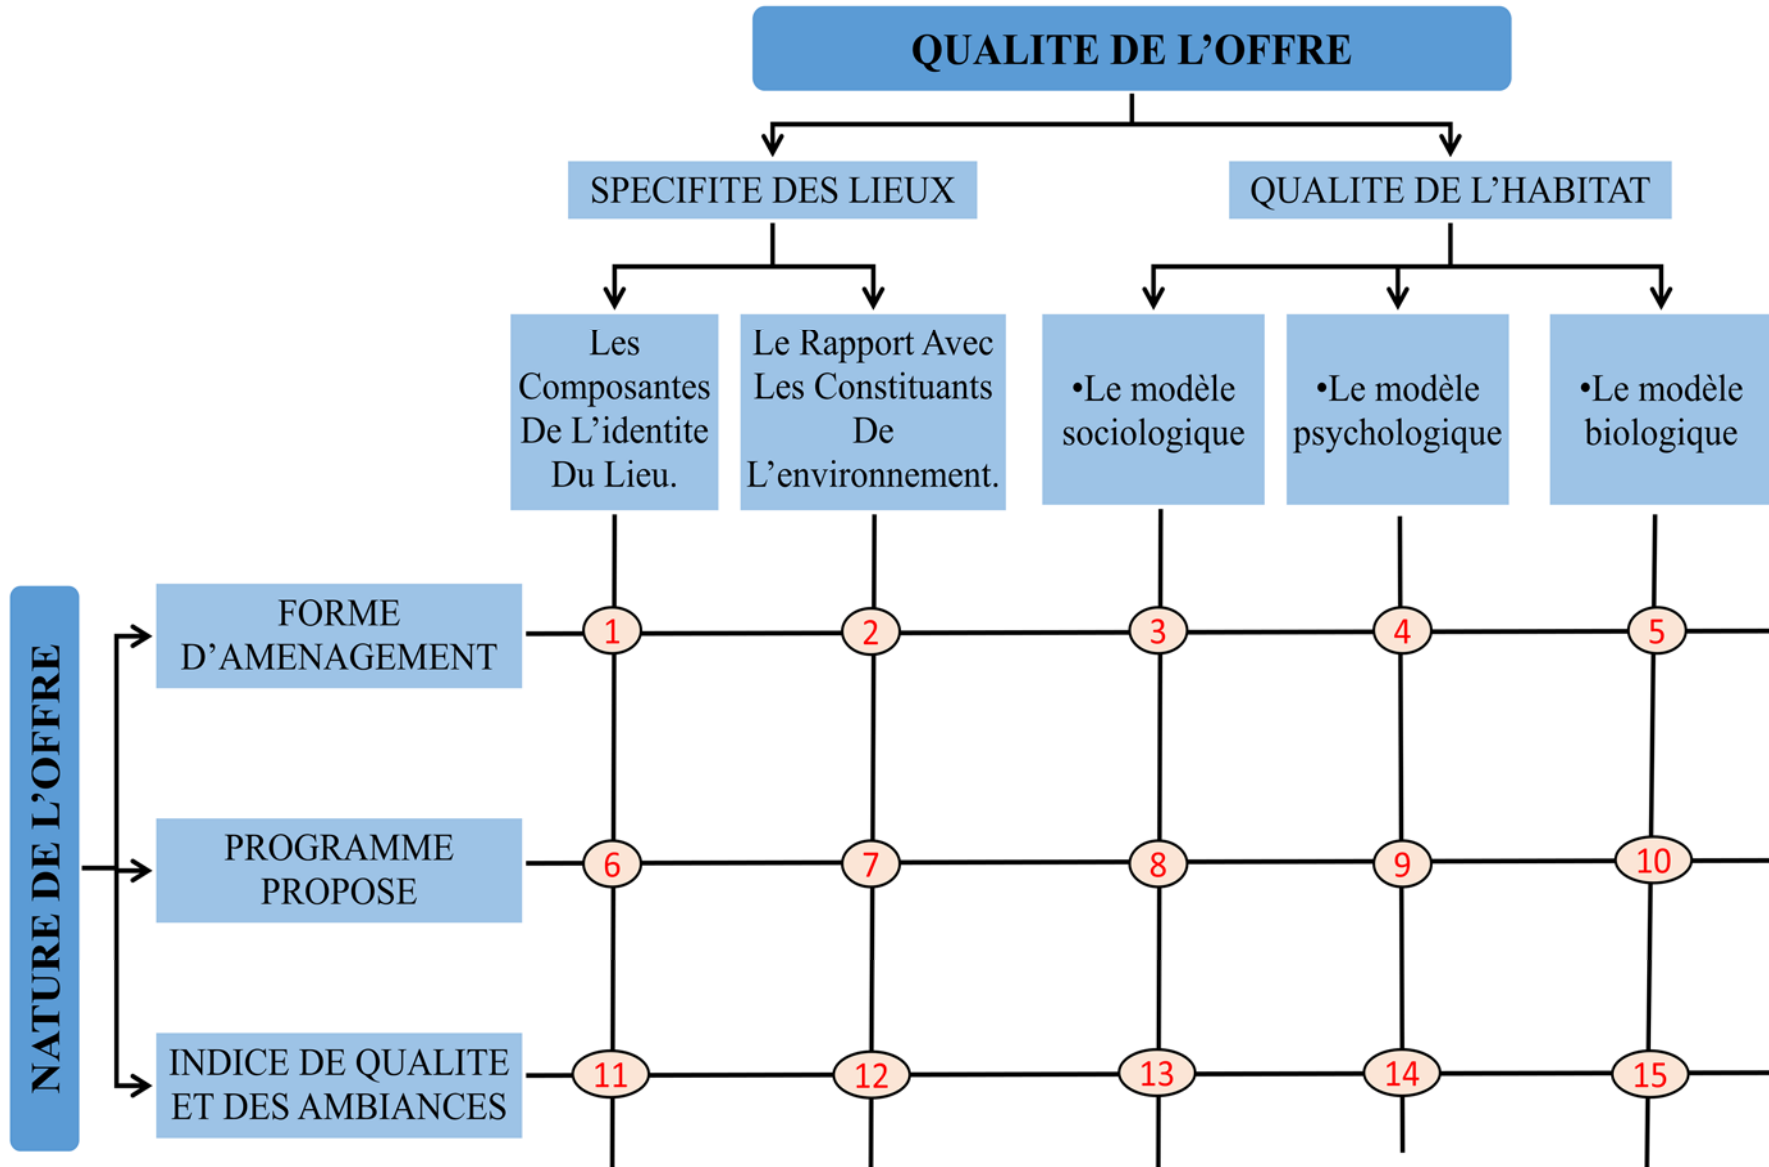 QUALITE DE L’OFFRE
SPECIFITE DES LIEUX
QUALITE DE L’HABITAT
Les
Composantes
De L’identite
Du Lieu.
Le Rapport Avec
Les Constituants
De
L’environnement.
•Le modèle
sociologique
•Le modèle
psychologique
•Le modèle
biologique
NATURE DE L’OFFRE
FORME
D’AMENAGEMENT
1
2
3
4
5
PROGRAMME
PROPOSE
6
7
8
9
10
INDICE DE QUALITE
ET DES AMBIANCES
11
12
13
14
15